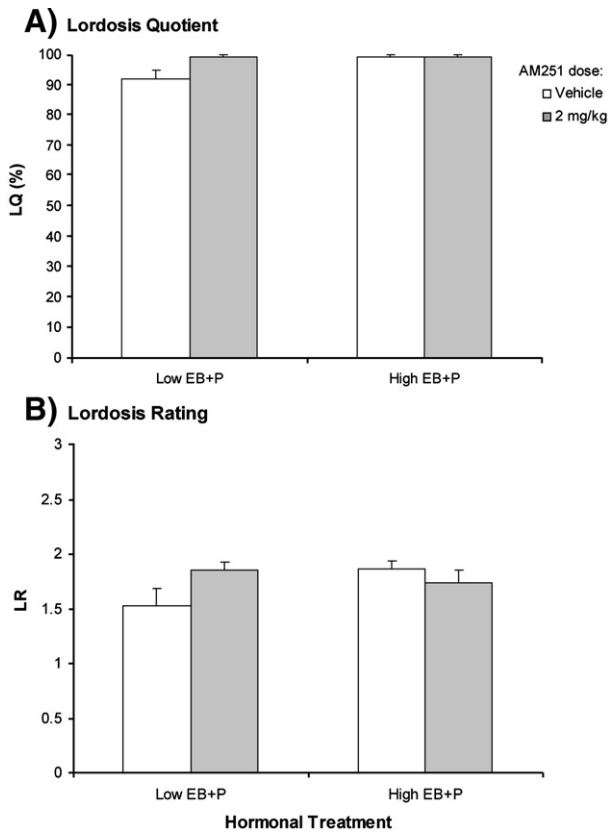 A) Lordosis Quotient
AM251 dose:
Vehicle
2 mg/kg
LQ (%)
100
90
80
70
60
50
40
30
20
10
0
Low EB+P High EB+P
B) Lordosis Rating
LR
3
2.5
2
1.5
1
0.5
0
Low EB+P High EB+P
Hormonal Treatment